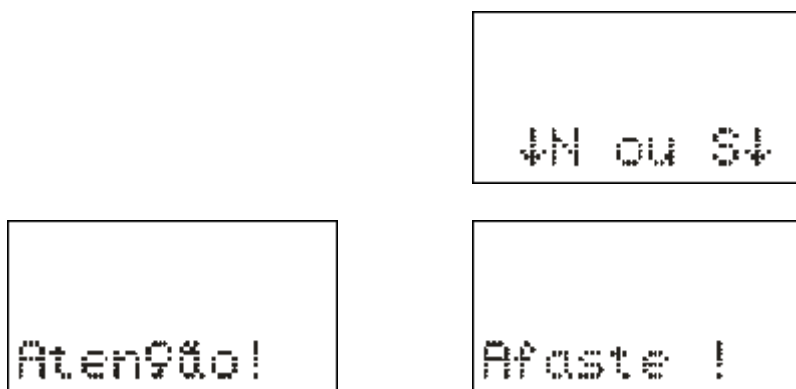 ↓N ou S↓
Atenção!
Afaste !